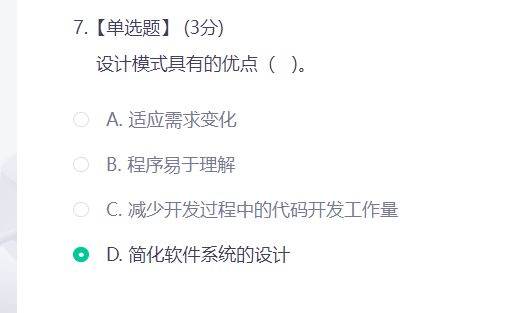 7.【单选题】 (3分)
设计模式具有的优点（   )。
A. 适应需求变化
B. 程序易于理解
C. 减少开发过程中的代码开发工作量
D. 简化软件系统的设计